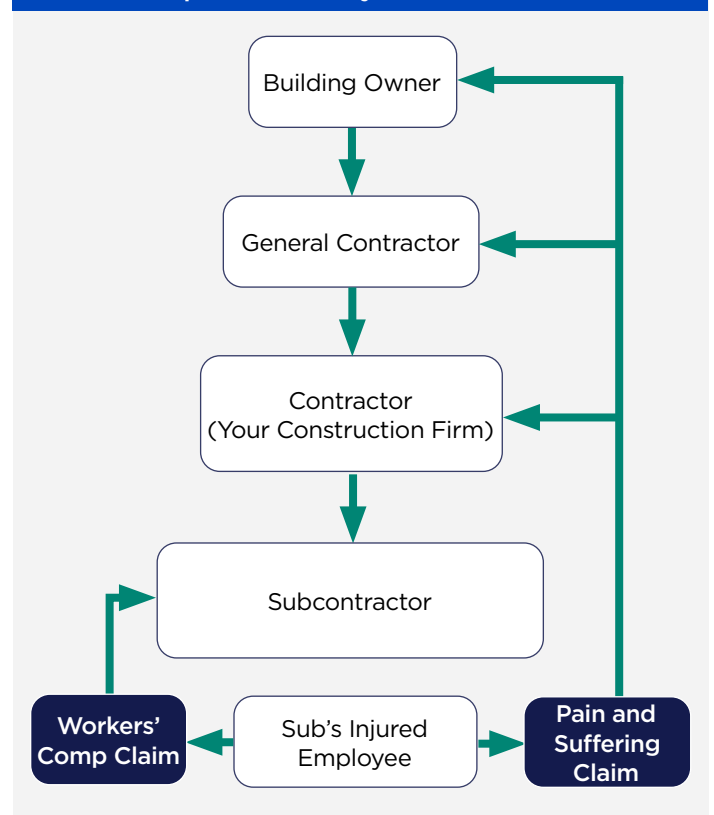 Building Owner
General Contractor
Contractor
(Your Construction Firm)
Subcontractor
Workers'
Comp Claim
Sub's Injured
Employee
Pain and
Suffering
Claim